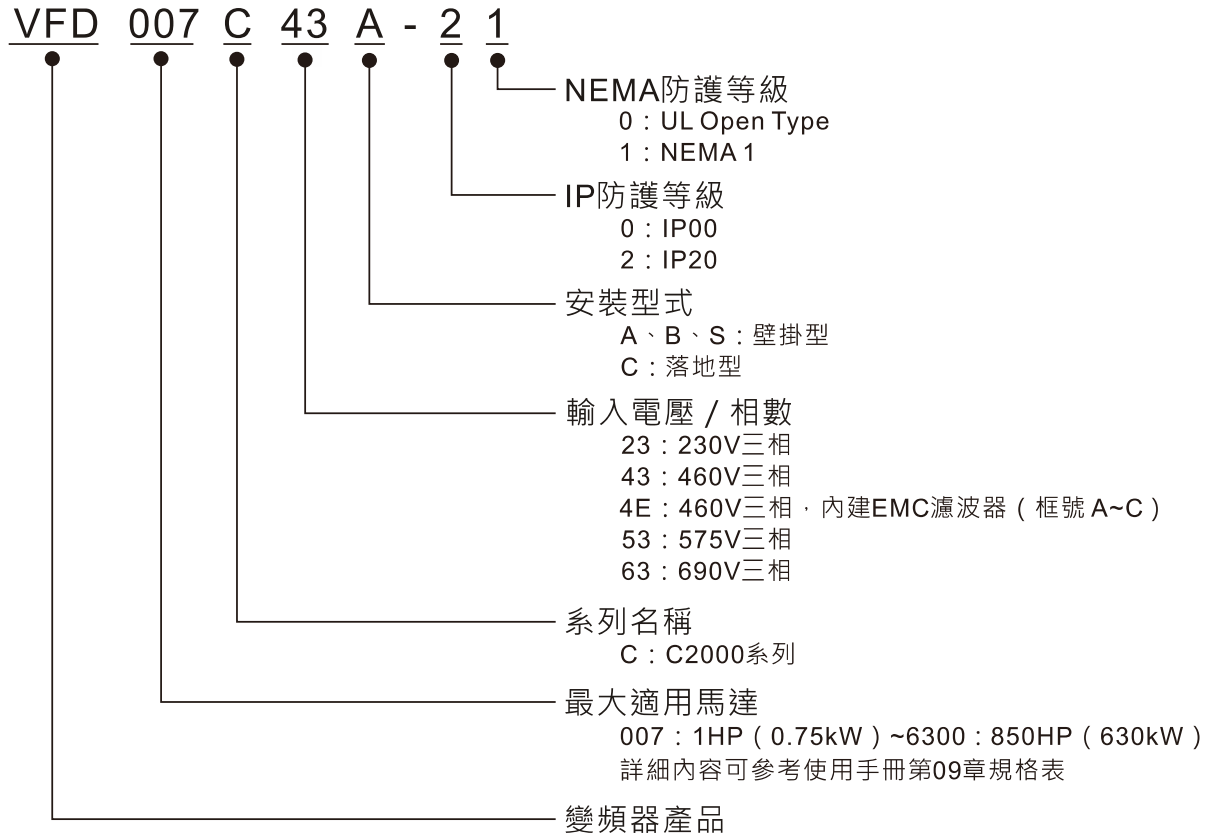 VFD 007 C 43 A - 2 1
NEMA防護等級
0：UL Open Type
1：NEMA 1
IP防護等級
0：IP00
2：IP20
安裝型式
A、B、S：壁掛型
C：落地型
輸入電壓 / 相數
23：230V三相
43：460V三相
4E：460V三相，內建EMC濾波器（框號 A~C）
53：575V三相
63：690V三相
系列名稱
C：C2000系列
最大適用馬達
007：1HP（0.75kW）~6300：850HP（630kW）
詳細內容可參考使用手冊第09章規格表
變頻器產品